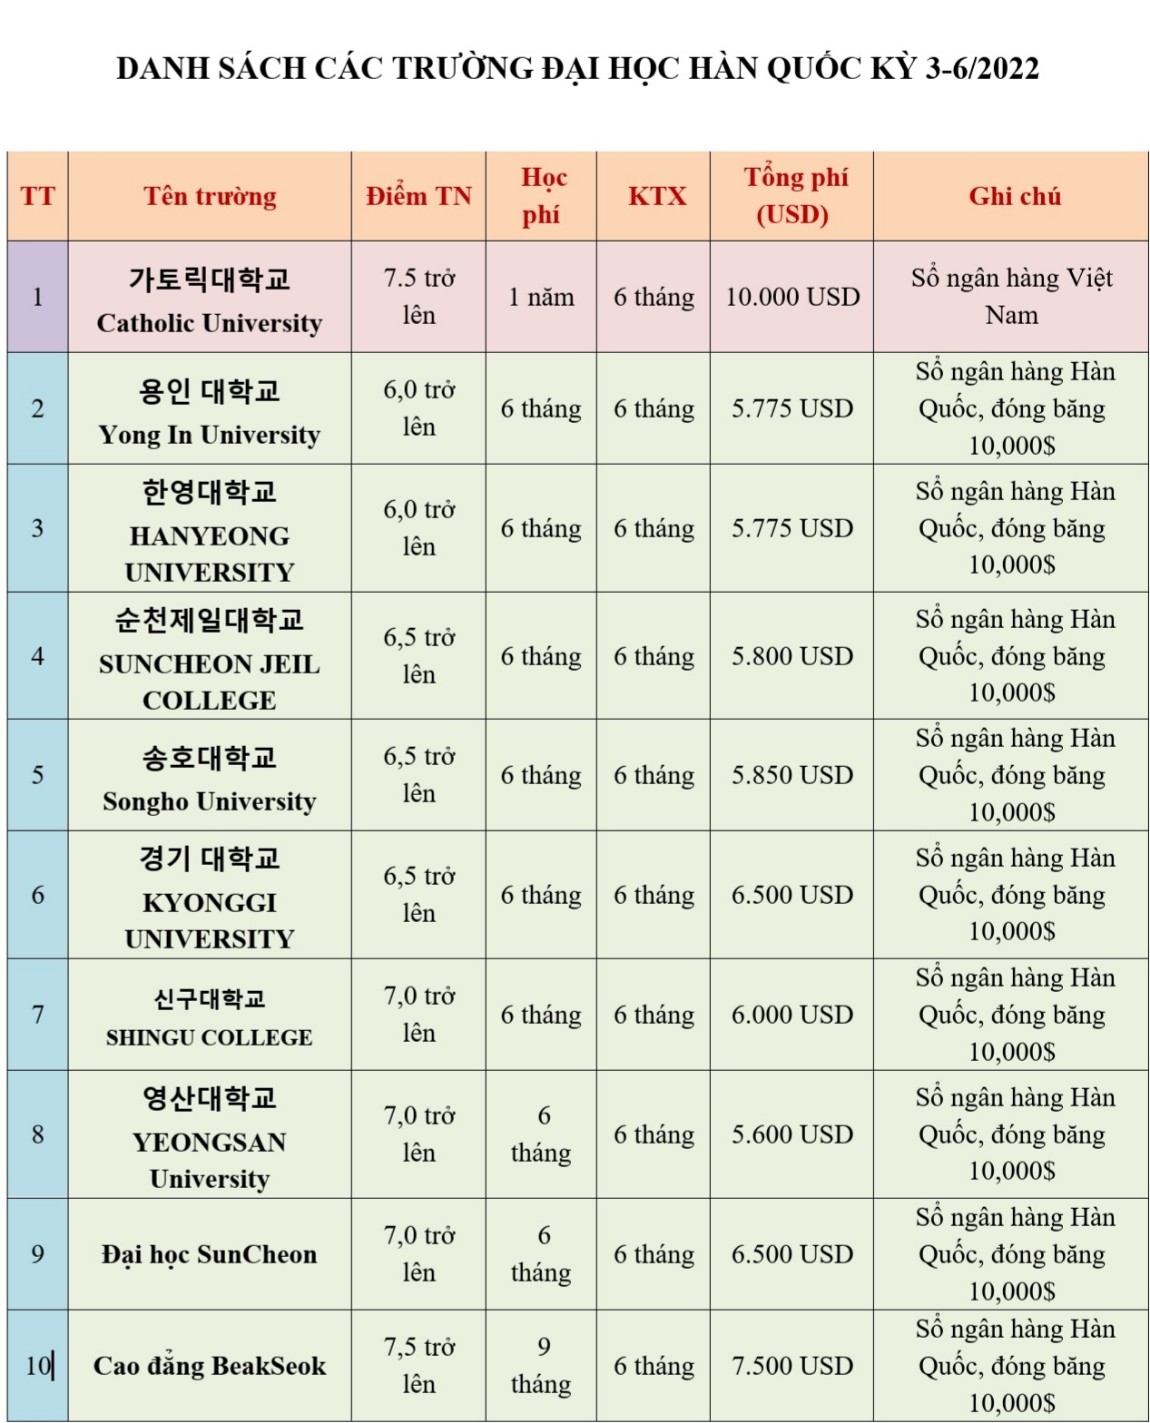 DANH SÁCH CÁC TRƯỜNG ĐẠI HỌC HÀN QUỐC KỲ 3-6/2022
TT
Tên trường
Điểm TN
Học
phí
KTX
Tổng phí
(USD)
Ghi chú
1
가토릭대학교
Catholic University
7.5 trở
lên
1 năm
6 tháng
10.000 USD
Sổ ngân hàng Việt
Nam
2
용인 대학교
Yong In University
6,0 trở
lên
6 tháng
6 tháng
5.775 USD
Sổ ngân hàng Hàn
Quốc, đóng băng
10,000$
3
한영대학교
HANYEONG
UNIVERSITY
6,0 trở
lên
6 tháng
6 tháng
5.775 USD
Sổ ngân hàng Hàn
Quốc, đóng băng
10,000$
4
순천제일대학교
SUNCHEON JEIL
COLLEGE
6,5 trở
lên
6 tháng
6 tháng
5.800 USD
Sổ ngân hàng Hàn
Quốc, đóng băng
10,000$
5
송호대학교
Songho University
6,5 trở
lên
6 tháng
6 tháng
5.850 USD
Sổ ngân hàng Hàn
Quốc, đóng băng
10,000$
6
경기 대학교
KYONGGI
UNIVERSITY
6,5 trở
lên
6 tháng
6 tháng
6.500 USD
Sổ ngân hàng Hàn
Quốc, đóng băng
10,000$
7
신구대학교
SHINGU COLLEGE
7,0 trở
lên
6 tháng
6 tháng
6.000 USD
Sổ ngân hàng Hàn
Quốc, đóng băng
10,000$
8
영산대학교
YEONGSAN
University
7,0 trở
lên
6
tháng
6 tháng
5.600 USD
Sổ ngân hàng Hàn
Quốc, đóng băng
10,000$
9
Đại học SunCheon
7,0 trở
lên
6
tháng
6 tháng
6.500 USD
Sổ ngân hàng Hàn
Quốc, đóng băng
10,000$
10
Cao đẳng BeakSeok
7,5 trở
lên
9
tháng
6 tháng
7.500 USD
Sổ ngân hàng Hàn
Quốc, đóng băng
10,000$